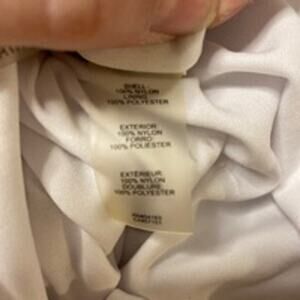 SHELL
100% NYLON
LINING
100% POLYESTER
EXTERIOR
100% NYLON
FORRO
100% POLIÉSTER
EXTÉRIEUR
100% NYLON
DOUBLURE
100% POLYESTER